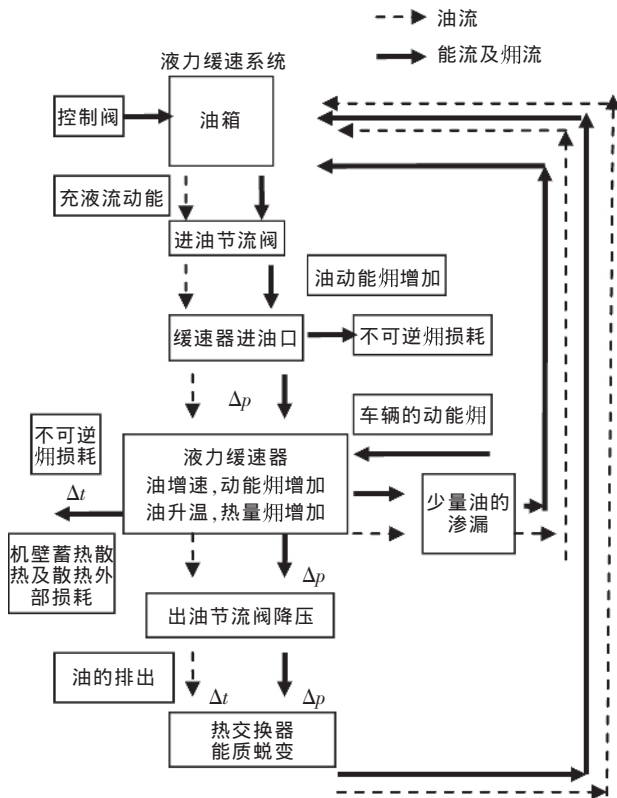 油流
能流及㶲流
液力缓速系统
控制阀
油箱
充液流动能
进油节流阀
油动能㶲增加
缓速器进油口
不可逆㶲损耗
Δp
车辆的动能㶲
不可逆
㶲损耗
液力缓速器
油增速,动能㶲增加
油升温,热量㶲增加
Δt
少量油的
渗漏
机壁蓄热散
热及散热外
部损耗
Δp
出油节流阀降压
油的排出
Δt
Δp
热交换器
能质蜕变